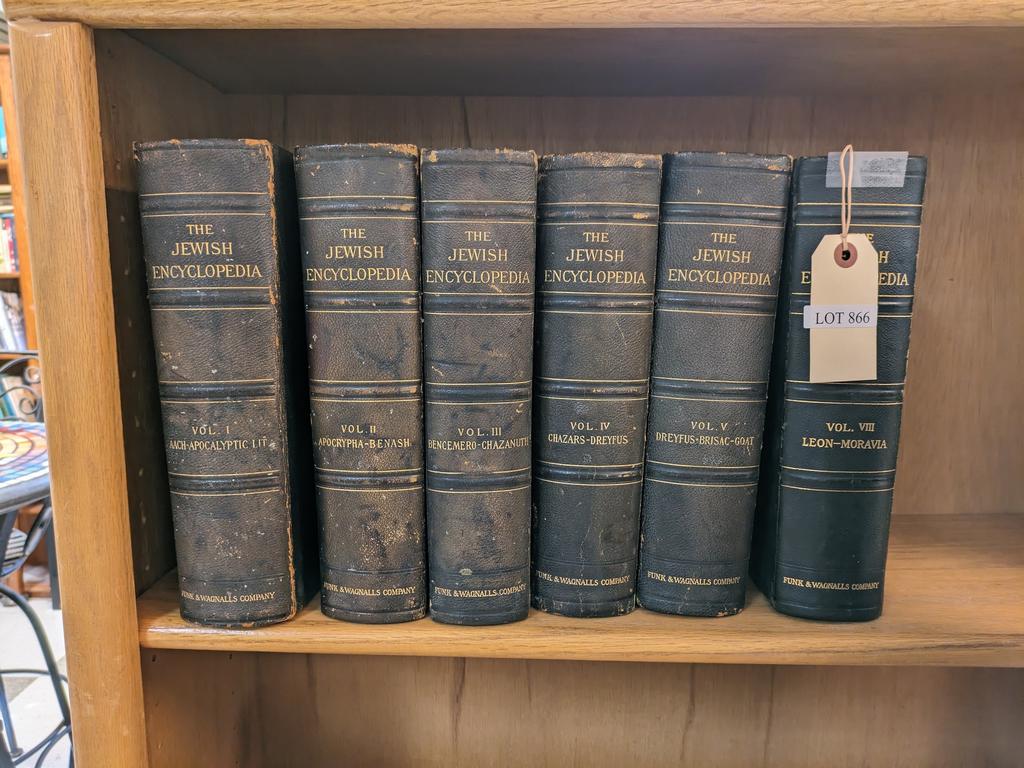 THE
JEWISH
ENCYCLOPEDIA
VOL. I
AACH-APOCALYPTIC LIT.
FUNK & WAGNALLS COMPANY
THE
JEWISH
ENCYCLOPEDIA
VOL. II
APOCRYPHA-BENASH
FUNK & WAGNALLS COMPANY
THE
JEWISH
ENCYCLOPEDIA
VOL. III
BENCEMERO-CHAZANUTH
FUNK & WAGNALLS COMPANY
THE
JEWISH
ENCYCLOPEDIA
VOL. IV
CHAZARS-DREYFUS
FUNK & WAGNALLS COMPANY
THE
JEWISH
ENCYCLOPEDIA
VOL. V
DREYFUS-BRISAC-GOAT
FUNK & WAGNALLS COMPANY
LOT 866
VOL. VIII
LEON-MORAVIA
FUNK & WAGNALLS COMPANY